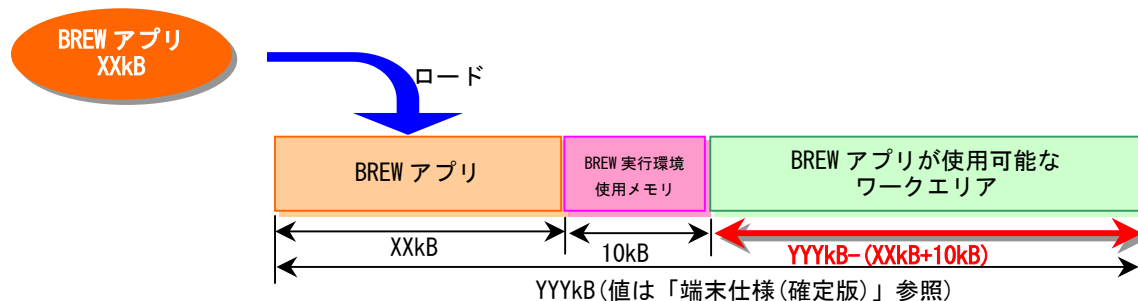 BREW アプリ
XXkB
ロード
BREW アプリ
BREW 実行環境
使用メモリ
BREW アプリが使用可能な
ワークエリア
XXkB
10kB
YYYkB-(XXkB+10kB)
YYYkB(値は「端末仕様(確定版)」参照)